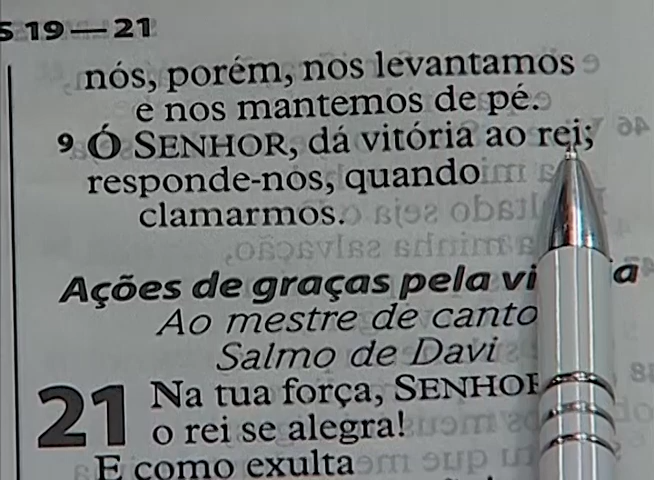 S 19 — 21
nós, porém, nos levantamos
e nos mantemos de pé.
9 Ó SENHOR, dá vitória ao rei;
responde-nos, quando
clamarmos.
Ações de graças pela
Ao mestre de canto
Salmo de Davi
21 Na tua força, SENHOR
o rei se alegra!
E como exulta